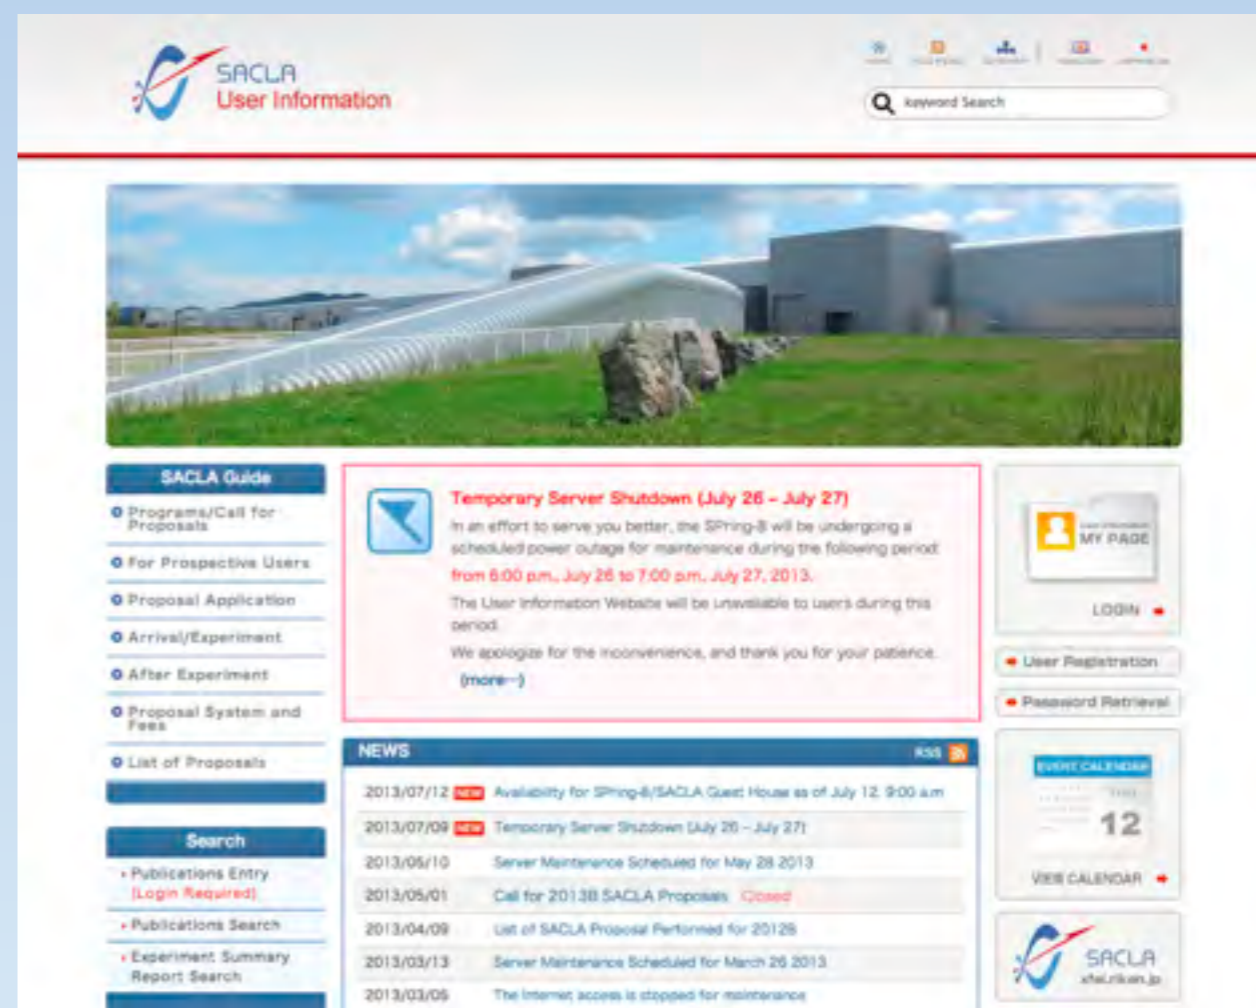 SACLA
User Information
keyword Search
SACLA Guide
Programs/Call for
Proposals
For Prospective Users
Proposal Application
Arrival/Experiment
After Experiment
Proposal System and
Fees
List of Proposals
Search
Publications Entry
(Login Required)
Publications Search
Experiment Summary
Report Search
Temporary Server Shutdown (July 26 – July 27)
In an effort to serve you better, the SPring-8 will be undergoing a
scheduled power outage for maintenance during the following period:
from 6:00 p.m., July 26 to 7:00 p.m., July 27, 2013.
The User Information Website will be unavailable to users during this
period.
We apologize for the inconvenience, and thank you for your patience.
(more…)
NEWS RSS
2013/07/12 NEW Availability for SPring-8/SACLA Guest House as of July 12, 9:00 a.m
2013/07/09 NEW Temporary Server Shutdown (July 26 – July 27)
2013/05/10 Server Maintenance Scheduled for May 28 2013
2013/05/01 Call for 2013B SACLA Proposals Closed
2013/04/09 List of SACLA Proposal Performed for 2012B
2013/03/13 Server Maintenance Scheduled for March 26 2013
2013/03/05 The Internet access is stopped for maintenance
MY PAGE
LOGIN
User Registration
Password Retrieval
EVENT CALENDAR
12
VIEW CALENDAR
SACLA
xfel.riken.jp